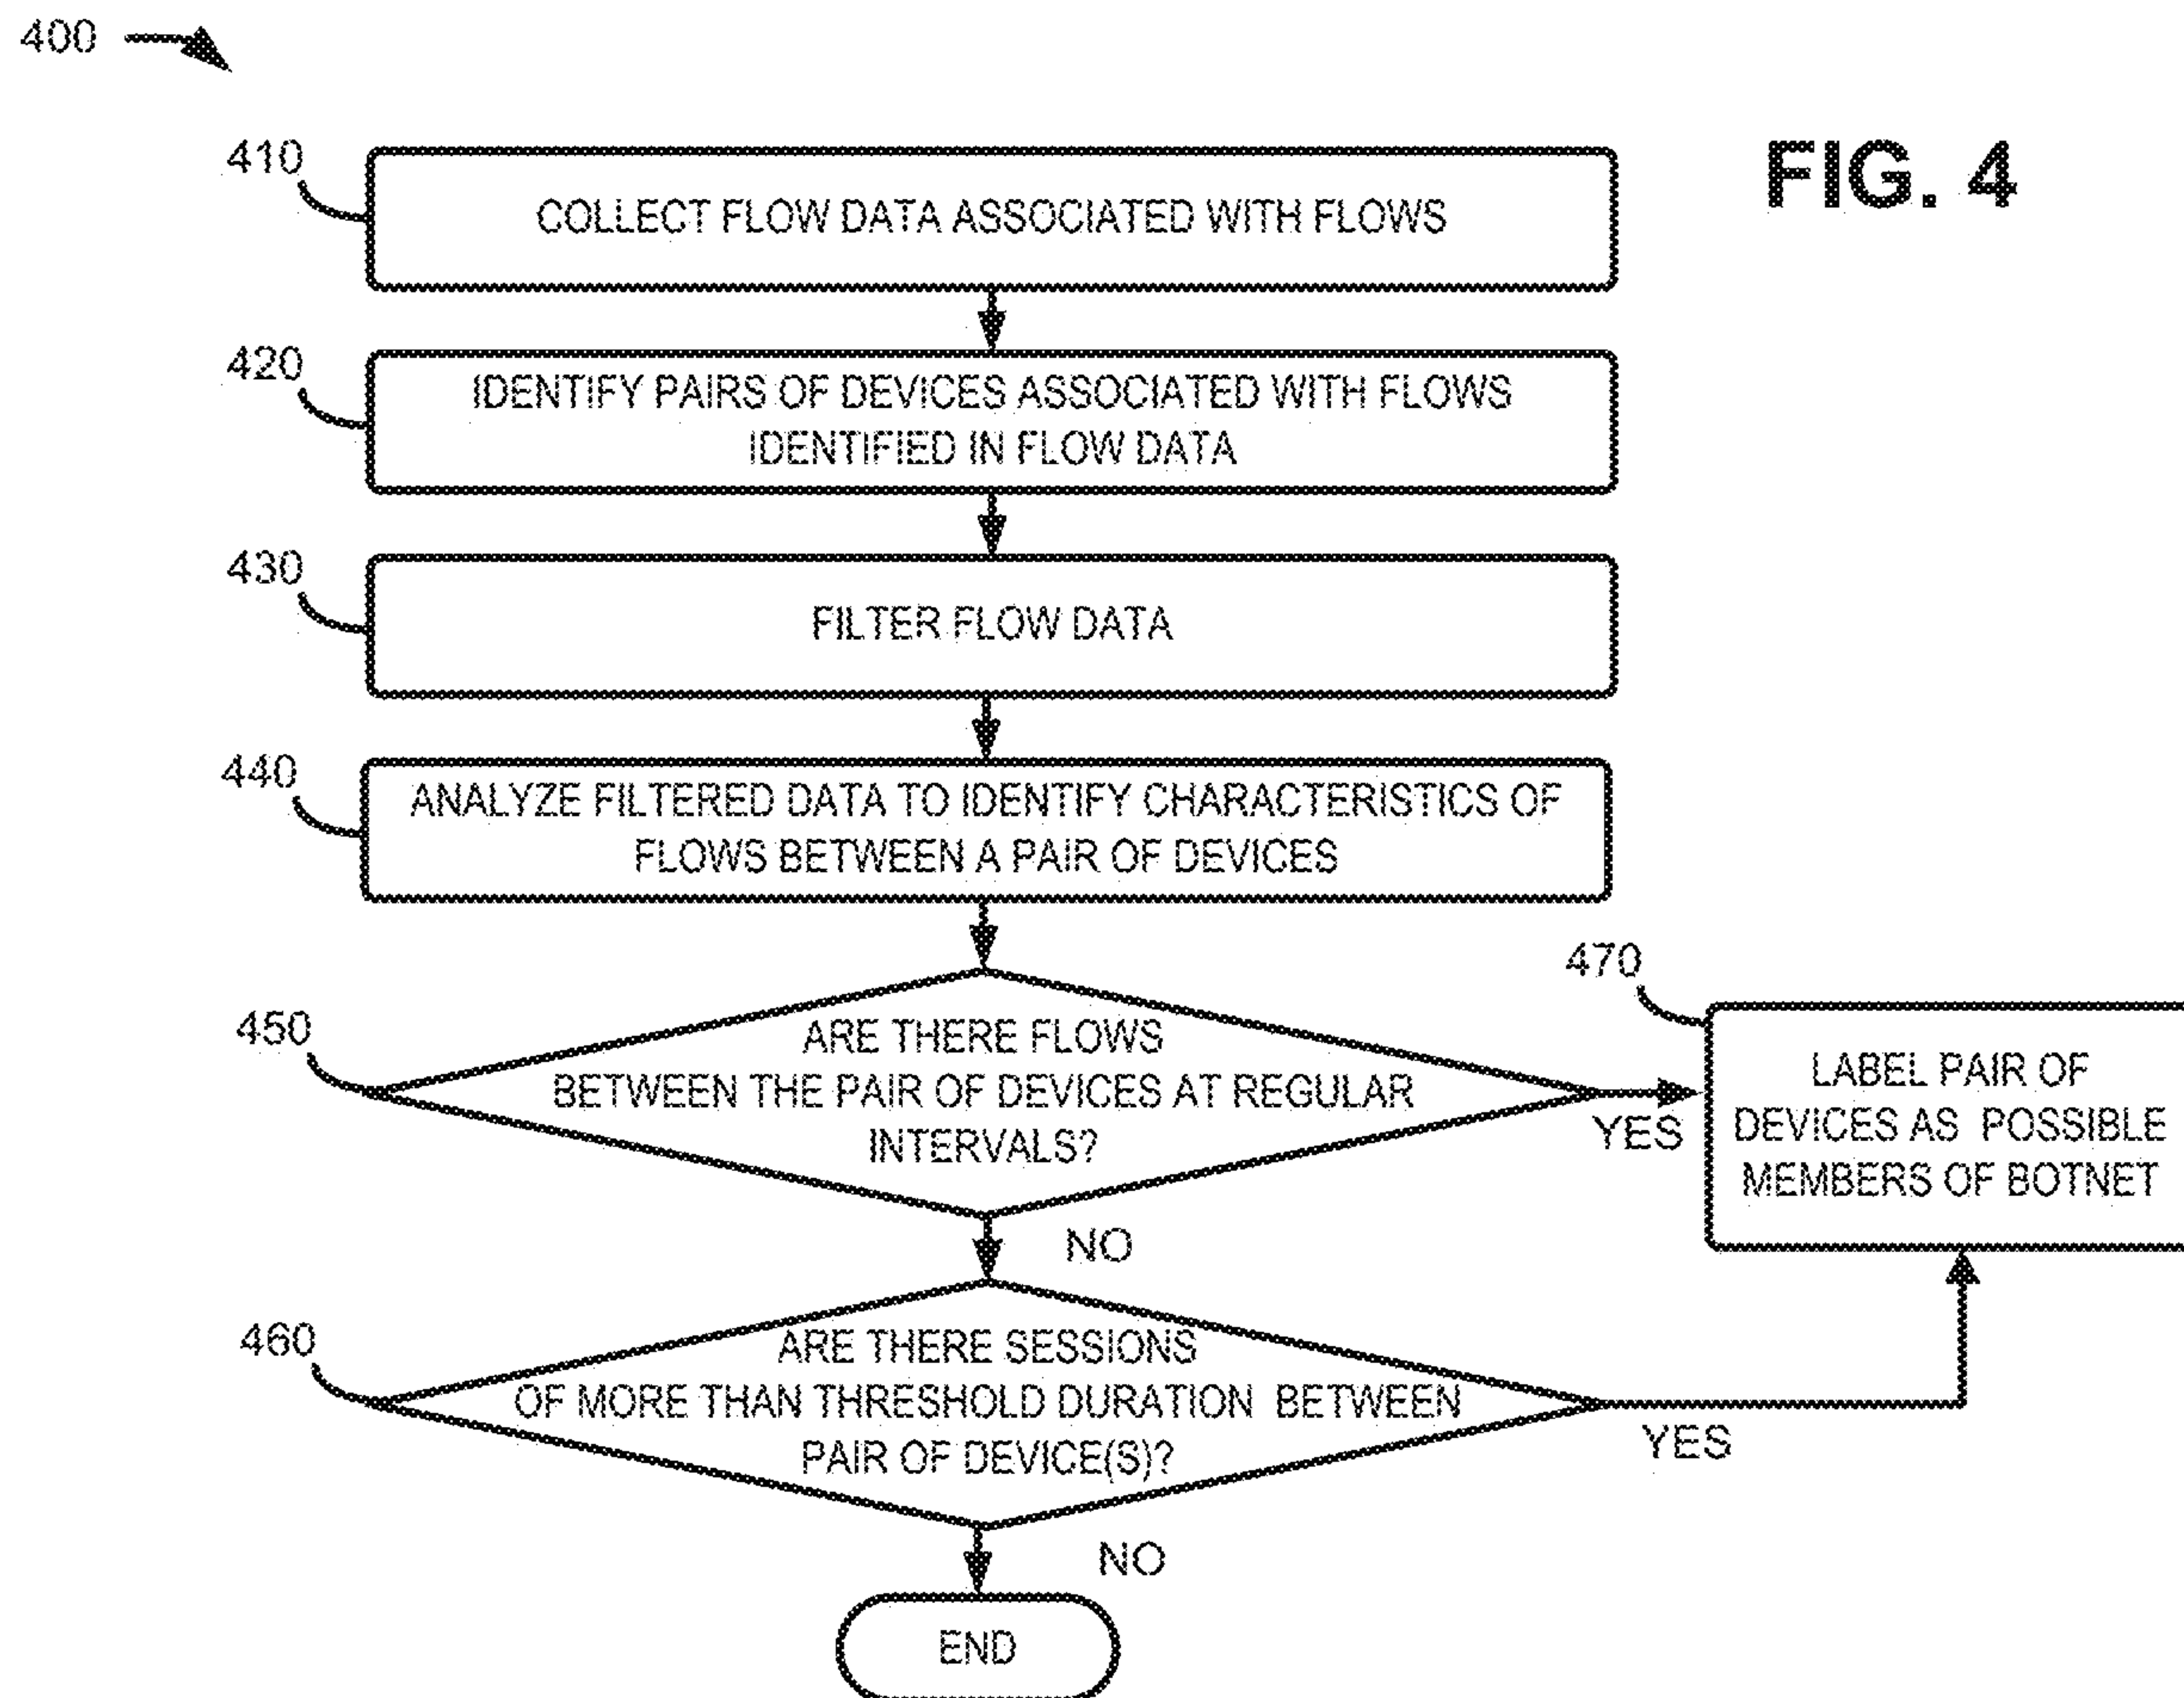 400
FIG. 4
410
COLLECT FLOW DATA ASSOCIATED WITH FLOWS
420
IDENTIFY PAIRS OF DEVICES ASSOCIATED WITH FLOWS
IDENTIFIED IN FLOW DATA
430
FILTER FLOW DATA
440
ANALYZE FILTERED DATA TO IDENTIFY CHARACTERISTICS OF
FLOWS BETWEEN A PAIR OF DEVICES
450
ARE THERE FLOWS
BETWEEN THE PAIR OF DEVICES AT REGULAR
INTERVALS?
YES
NO
470
LABEL PAIR OF
DEVICES AS POSSIBLE
MEMBERS OF BOTNET
460
ARE THERE SESSIONS
OF MORE THAN THRESHOLD DURATION BETWEEN
PAIR OF DEVICE(S)?
YES
NO
END